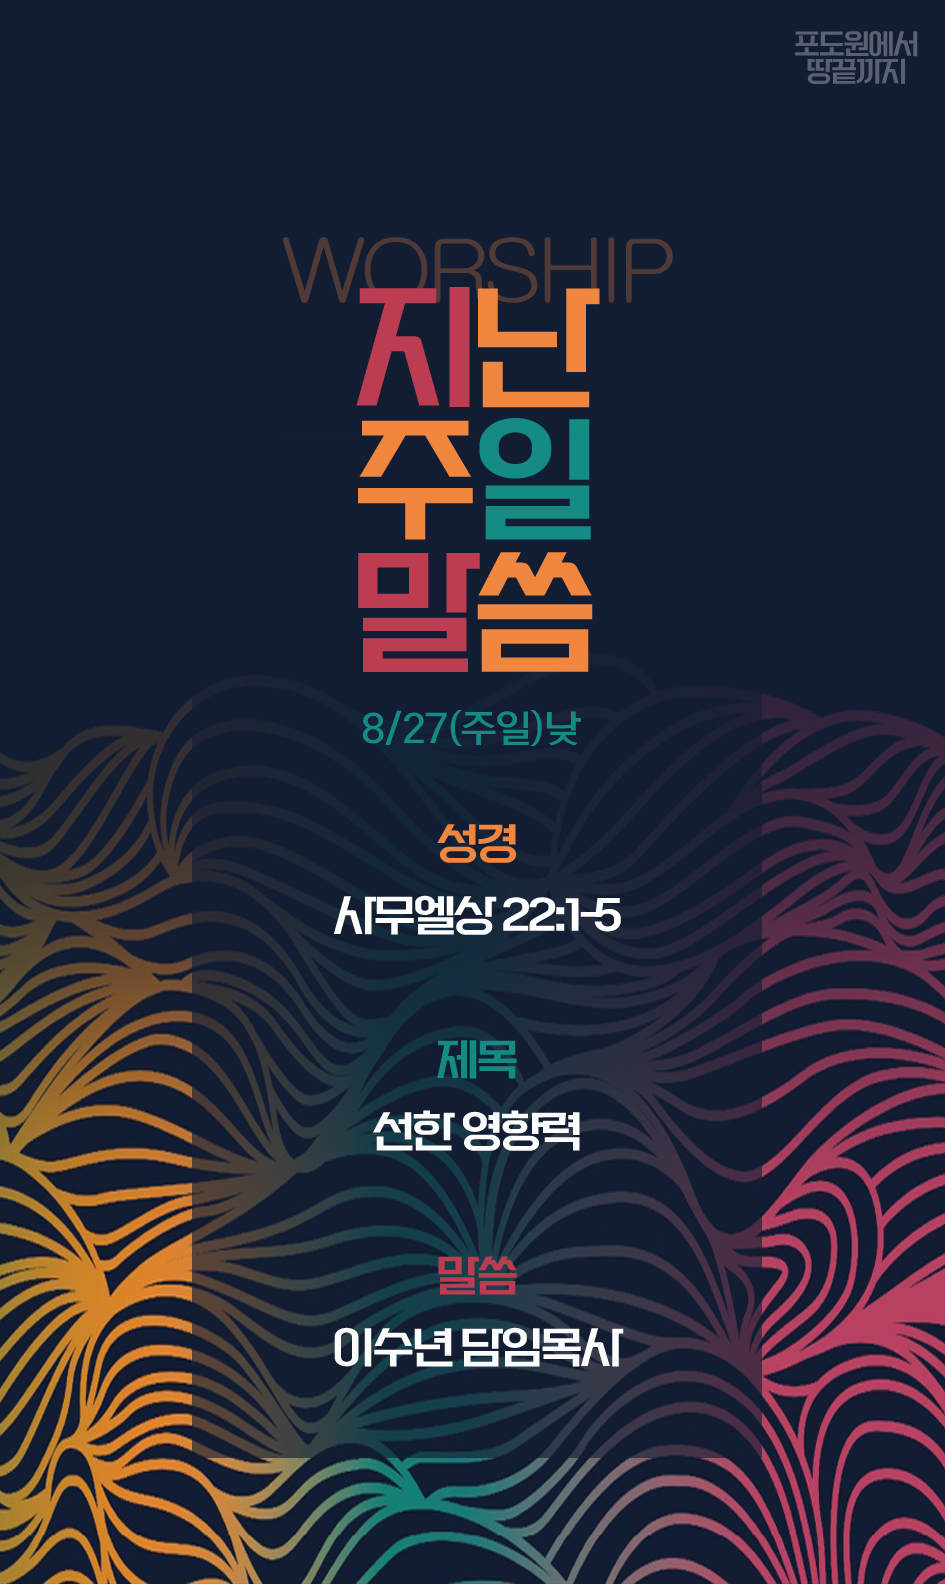 포도원에서
땅끝까지
WORSHIP
지난
주일
말씀
8/27(주일)낮
성경
사무엘상 22:1-5
제목
선한 영향력
말씀
이수년 담임목사